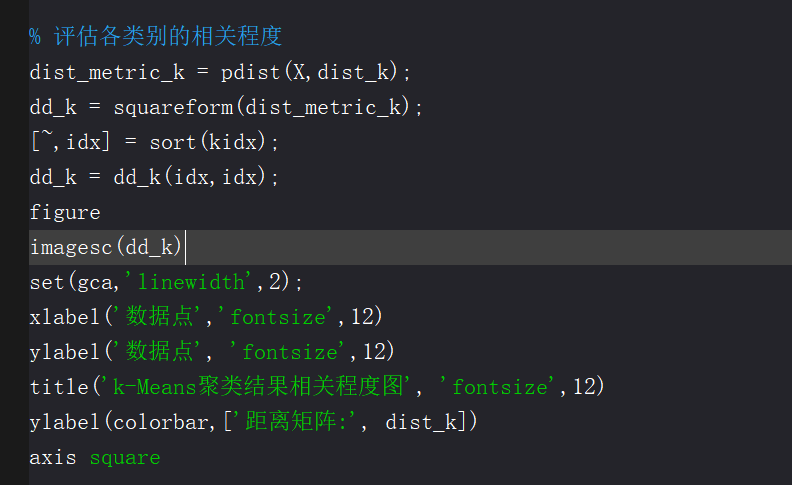 % 评估各类别的相关程度
dist_metric_k = pdist(X,dist_k);
dd_k = squareform(dist_metric_k);
[~,idx] = sort(kidx);
dd_k = dd_k(idx,idx);
figure
imagesc(dd_k)
set(gca,'linewidth',2);
xlabel('数据点','fontsize',12)
ylabel('数据点', 'fontsize',12)
title('k-Means聚类结果相关程度图', 'fontsize',12)
ylabel(colorbar,['距离矩阵:', dist_k])
axis square